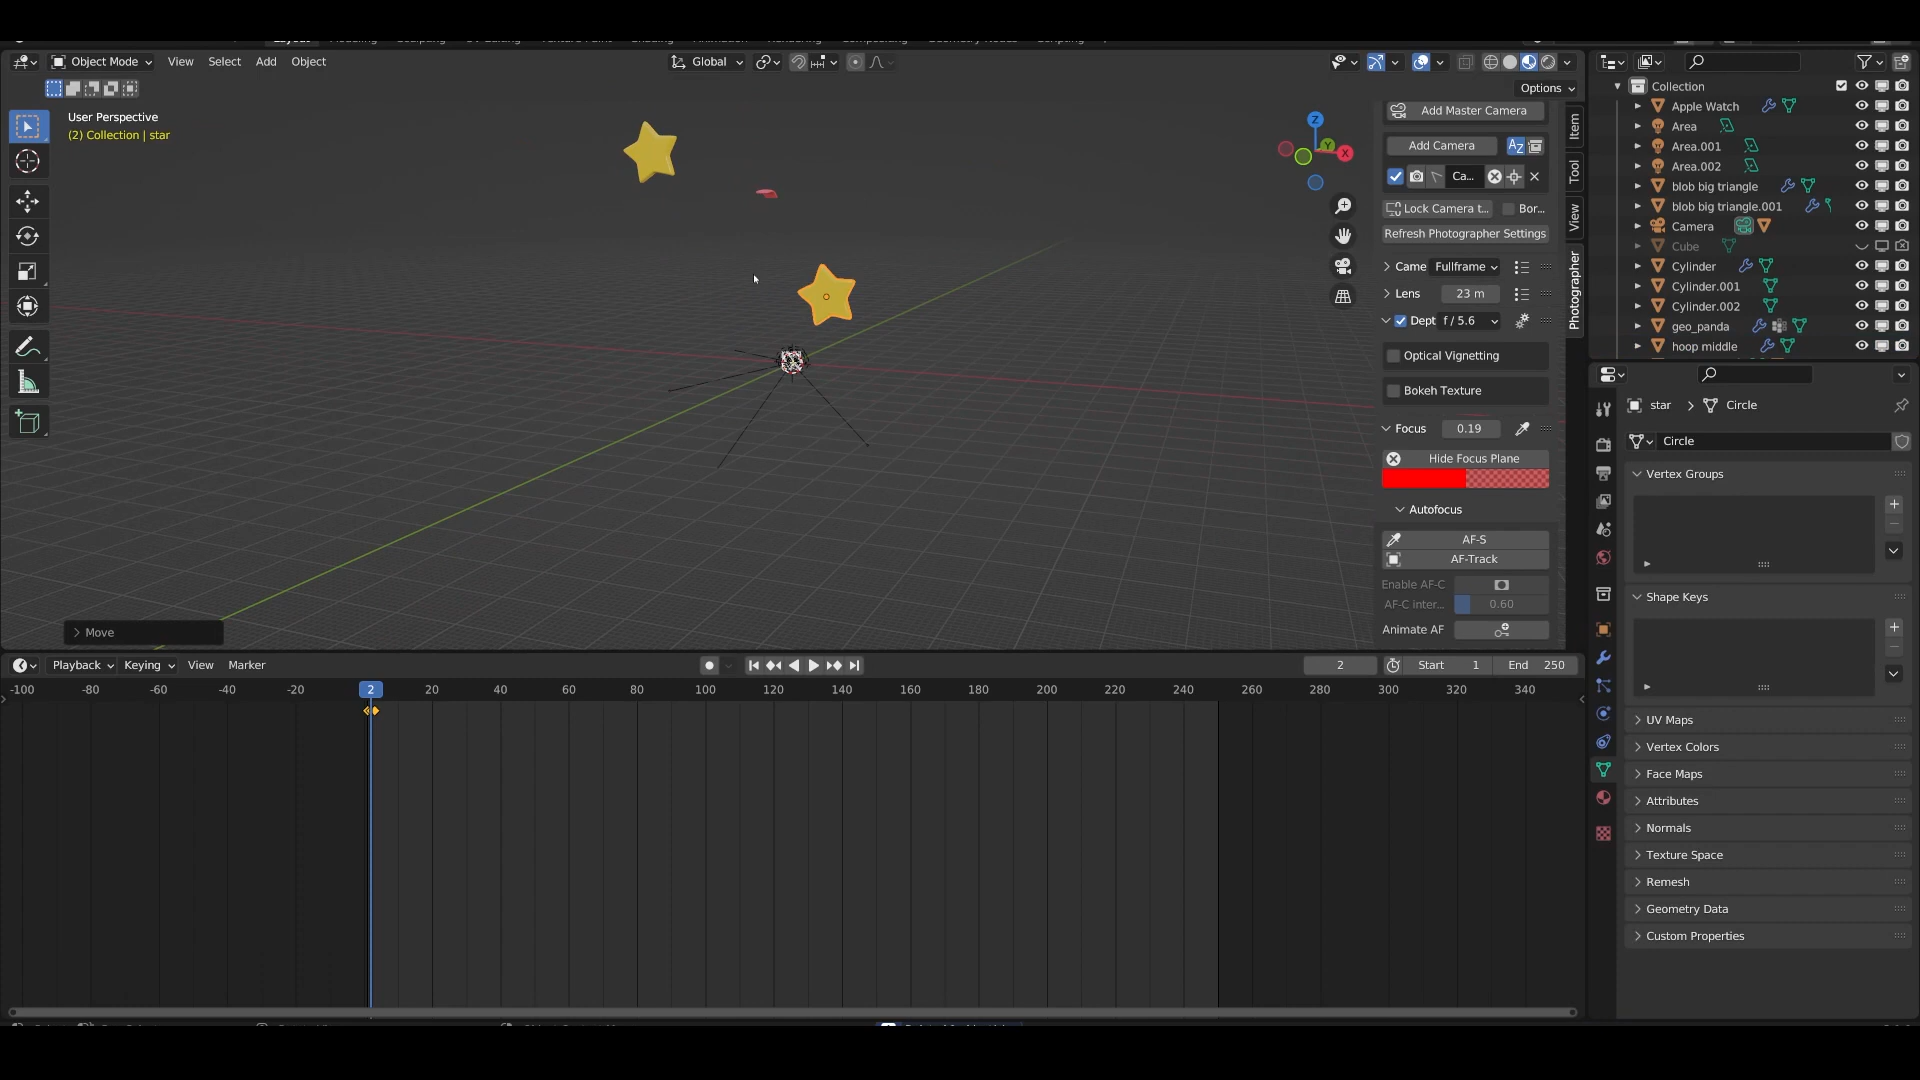 Object Mode View Select Add Object Global
Options
User Perspective
(2) Collection | star
Add Master Camera
Add Camera
Ca...
Lock Camera t... Bor...
Refresh Photographer Settings
Came Fullframe
Lens 23 m
Dept f / 5.6
Optical Vignetting
Bokeh Texture
Focus 0.19
Hide Focus Plane
Autofocus
AF-S
AF-Track
Enable AF-C
AF-C inter... 0.60
Animate AF
Item
Tool
View
Photographer
Z
Y
X
Move
Collection
Apple Watch
Area
Area.001
Area.002
blob big triangle
blob big triangle.001
Camera
Cube
Cylinder
Cylinder.001
Cylinder.002
geo_panda
hoop middle
star > Circle
Circle
Vertex Groups
Shape Keys
UV Maps
Vertex Colors
Face Maps
Attributes
Normals
Texture Space
Remesh
Geometry Data
Custom Properties
Playback Keying View Marker 2 Start 1 End 250
-100 -80 -60 -40 -20 2 20 40 60 80 100 120 140 160 180 200 220 240 260 280 300 320 340